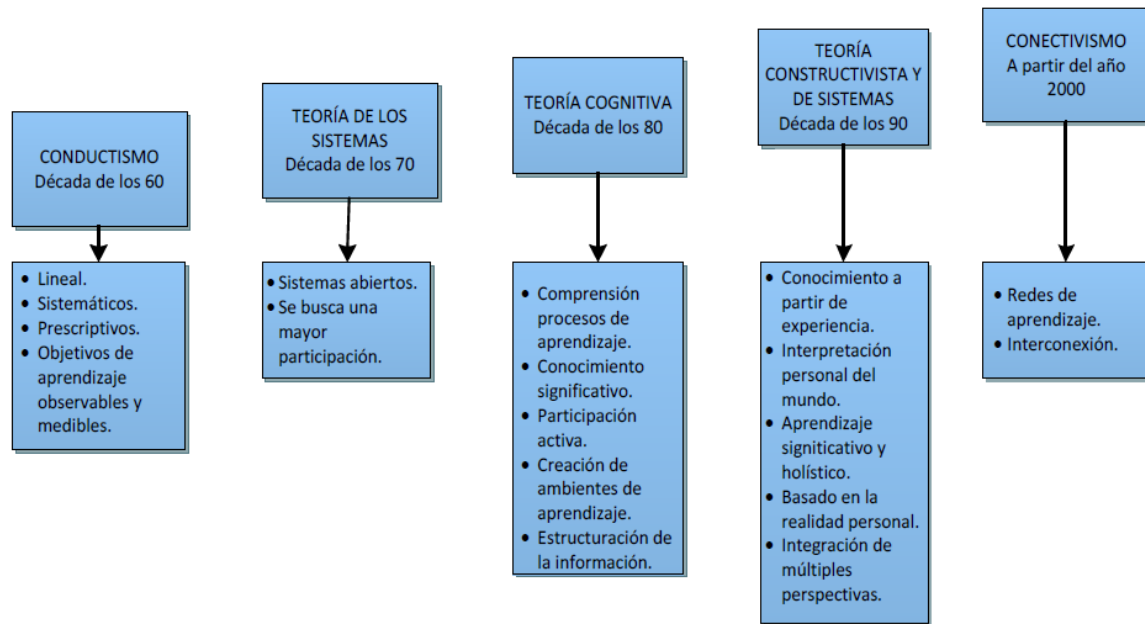 CONDUCTISMO
Década de los 60
• Lineal.
• Sistemáticos.
• Prescriptivos.
• Objetivos de
aprendizaje
observables y
medibles.
TEORÍA DE LOS
SISTEMAS
Década de los 70
• Sistemas abiertos.
• Se busca una
mayor
participación.
TEORÍA COGNITIVA
Década de los 80
• Comprensión
procesos de
aprendizaje.
• Conocimiento
significativo.
• Participación
activa.
• Creación de
ambientes de
aprendizaje.
• Estructuración de
la información.
TEORÍA
CONSTRUCTIVISTA Y
DE SISTEMAS
Década de los 90
• Conocimiento a
partir de
experiencia.
• Interpretación
personal del
mundo.
• Aprendizaje
signiticativo y
holístico.
• Basado en la
realidad personal.
• Integración de
múltiples
perspectivas.
CONECTIVISMO
A partir del año
2000
• Redes de
aprendizaje.
• Interconexión.